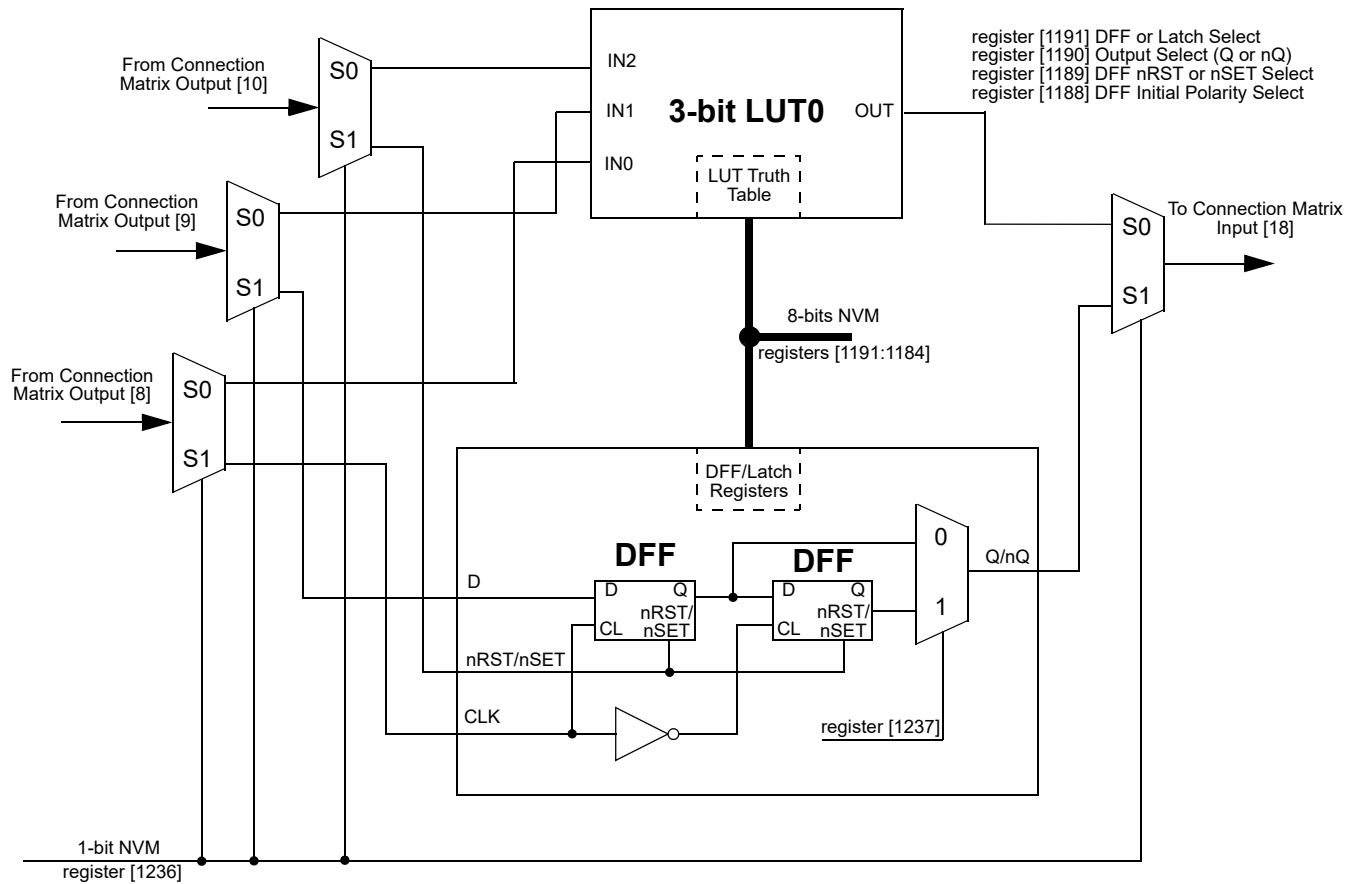 From Connection
Matrix Output [10]
S0
S1
IN2
IN1
IN0
3-bit LUT0
OUT
LUT Truth
Table
register [1191] DFF or Latch Select
register [1190] Output Select (Q or nQ)
register [1189] DFF nRST or nSET Select
register [1188] DFF Initial Polarity Select
From Connection
Matrix Output [9]
S0
S1
To Connection Matrix
Input [18]
S0
S1
8-bits NVM
registers [1191:1184]
From Connection
Matrix Output [8]
S0
S1
DFF/Latch
Registers
DFF
D
Q
nRST/
nSET
CL
DFF
D
Q
nRST/
nSET
CL
0
1
Q/nQ
D
nRST/nSET
CLK
register [1237]
1-bit NVM
register [1236]